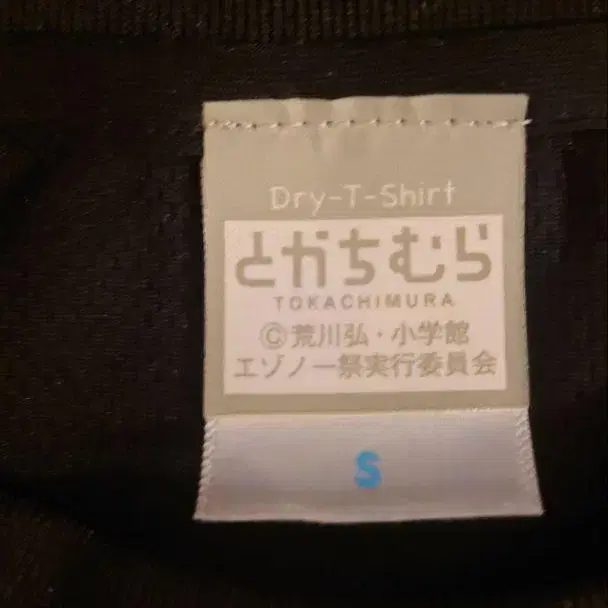 Dry-T-Shirt
とかちむら
TOKACHIMURA
©荒川弘・小学館
エゾノー祭実行委員会
S